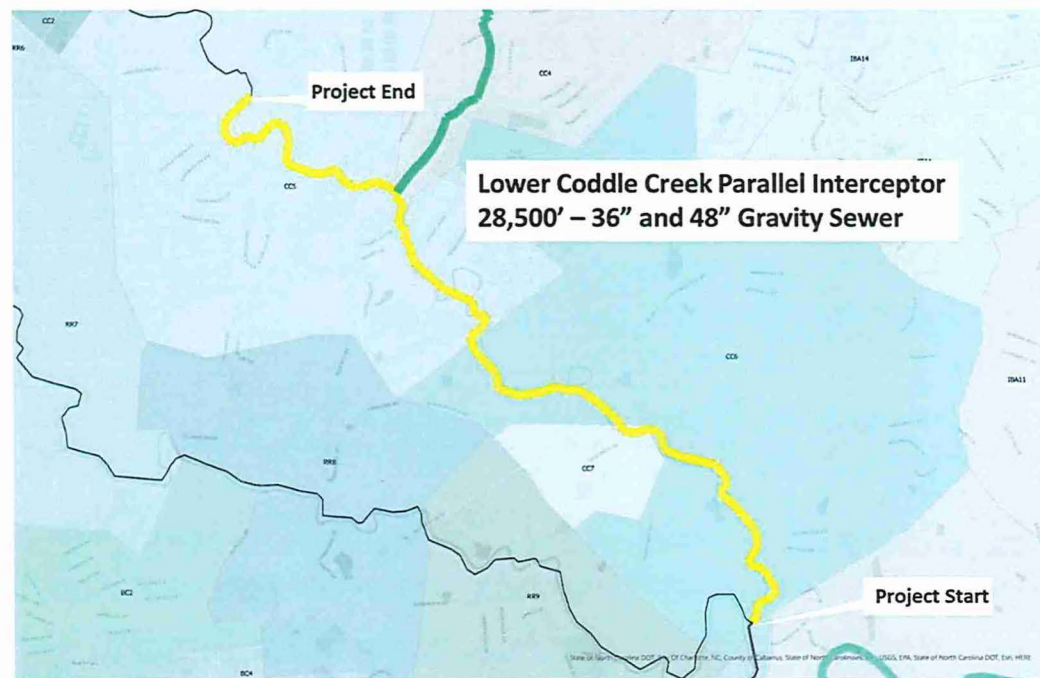 CC2
RR6
Project End
CC4
IBA14
CC5
Lower Coddle Creek Parallel Interceptor
28,500' – 36" and 48" Gravity Sewer
RR7
CC6
IBA11
RR8
CC7
Project Start
RR9
BC2
BC4